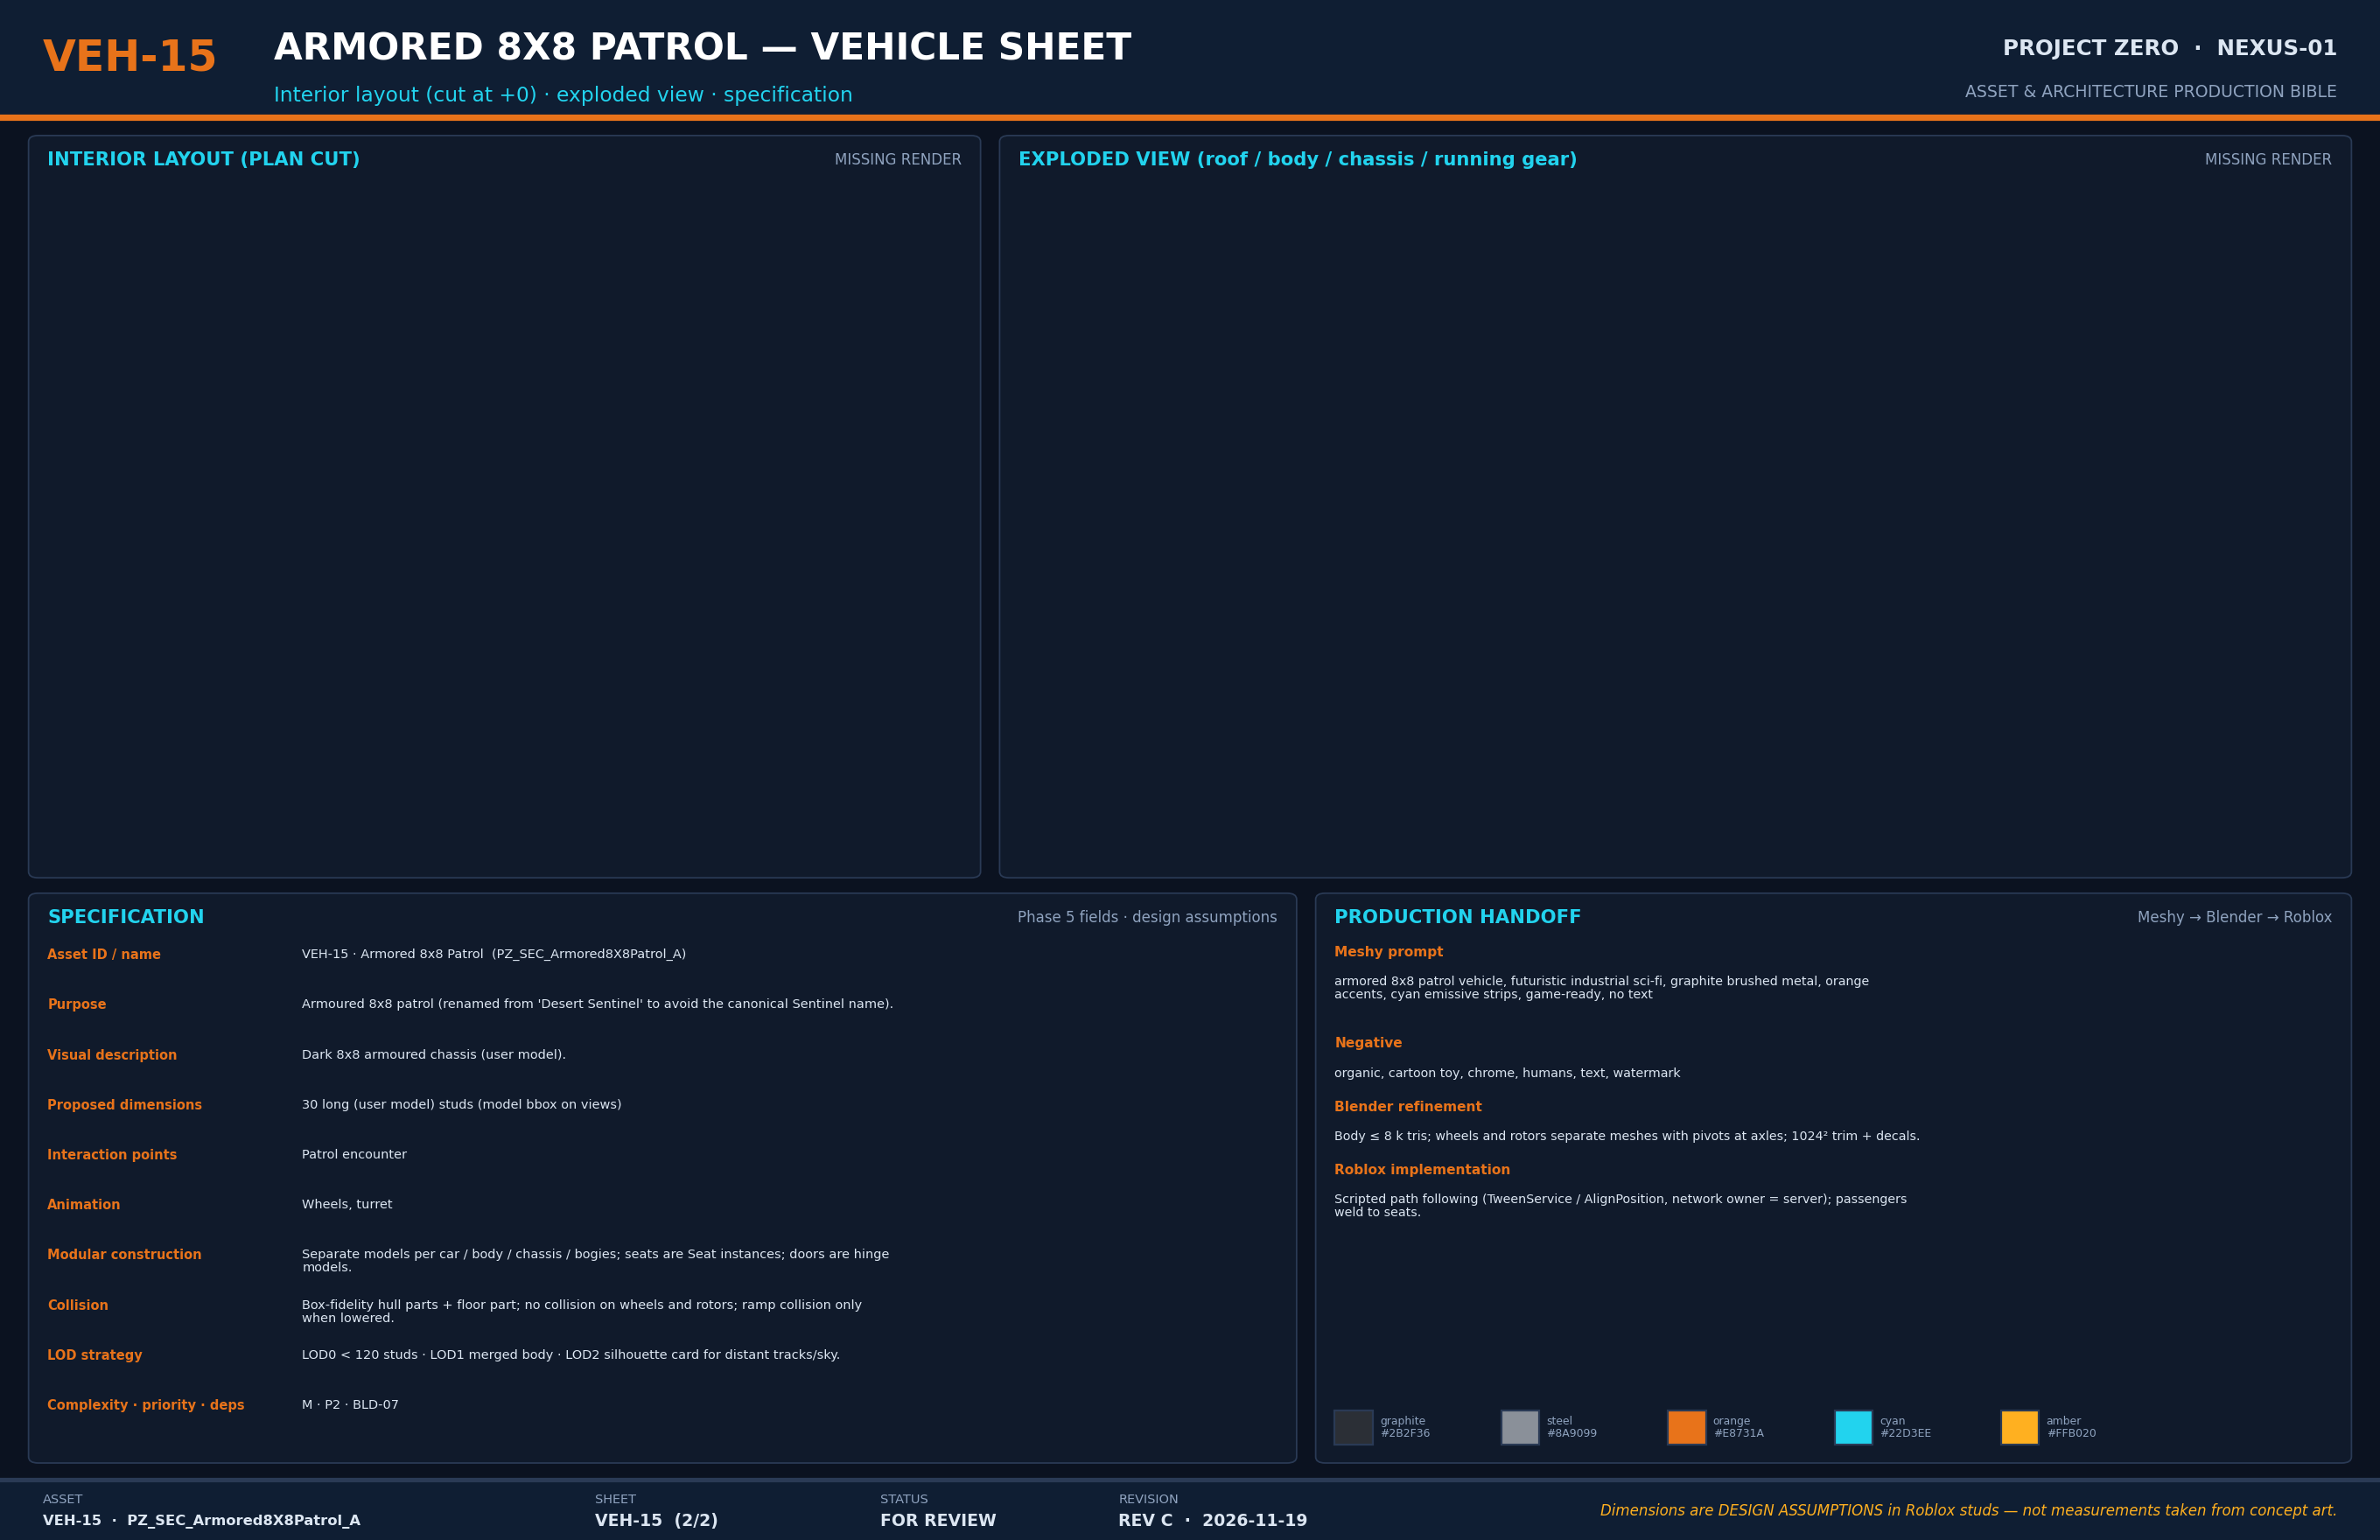 VEH-15
ARMORED 8X8 PATROL — VEHICLE SHEET
Interior layout (cut at +0) · exploded view · specification
PROJECT ZERO · NEXUS-01
ASSET & ARCHITECTURE PRODUCTION BIBLE
INTERIOR LAYOUT (PLAN CUT)
MISSING RENDER
EXPLODED VIEW (roof / body / chassis / running gear)
MISSING RENDER
SPECIFICATION
Phase 5 fields · design assumptions
Asset ID / name
VEH-15 · Armored 8x8 Patrol (PZ_SEC_Armored8X8Patrol_A)
Purpose
Armoured 8x8 patrol (renamed from 'Desert Sentinel' to avoid the canonical Sentinel name).
Visual description
Dark 8x8 armoured chassis (user model).
Proposed dimensions
30 long (user model) studs (model bbox on views)
Interaction points
Patrol encounter
Animation
Wheels, turret
Modular construction
Separate models per car / body / chassis / bogies; seats are Seat instances; doors are hinge
models.
Collision
Box-fidelity hull parts + floor part; no collision on wheels and rotors; ramp collision only
when lowered.
LOD strategy
LOD0 < 120 studs · LOD1 merged body · LOD2 silhouette card for distant tracks/sky.
Complexity · priority · deps
M · P2 · BLD-07
PRODUCTION HANDOFF
Meshy → Blender → Roblox
Meshy prompt
armored 8x8 patrol vehicle, futuristic industrial sci-fi, graphite brushed metal, orange
accents, cyan emissive strips, game-ready, no text
Negative
organic, cartoon toy, chrome, humans, text, watermark
Blender refinement
Body ≤ 8 k tris; wheels and rotors separate meshes with pivots at axles; 1024² trim + decals.
Roblox implementation
Scripted path following (TweenService / AlignPosition, network owner = server); passengers
weld to seats.
graphite
#2B2F36
steel
#8A9099
orange
#E8731A
cyan
#22D3EE
amber
#FFB020
ASSET
VEH-15 · PZ_SEC_Armored8X8Patrol_A
SHEET
VEH-15 (2/2)
STATUS
FOR REVIEW
REVISION
REV C · 2026-11-19
Dimensions are DESIGN ASSUMPTIONS in Roblox studs — not measurements taken from concept art.